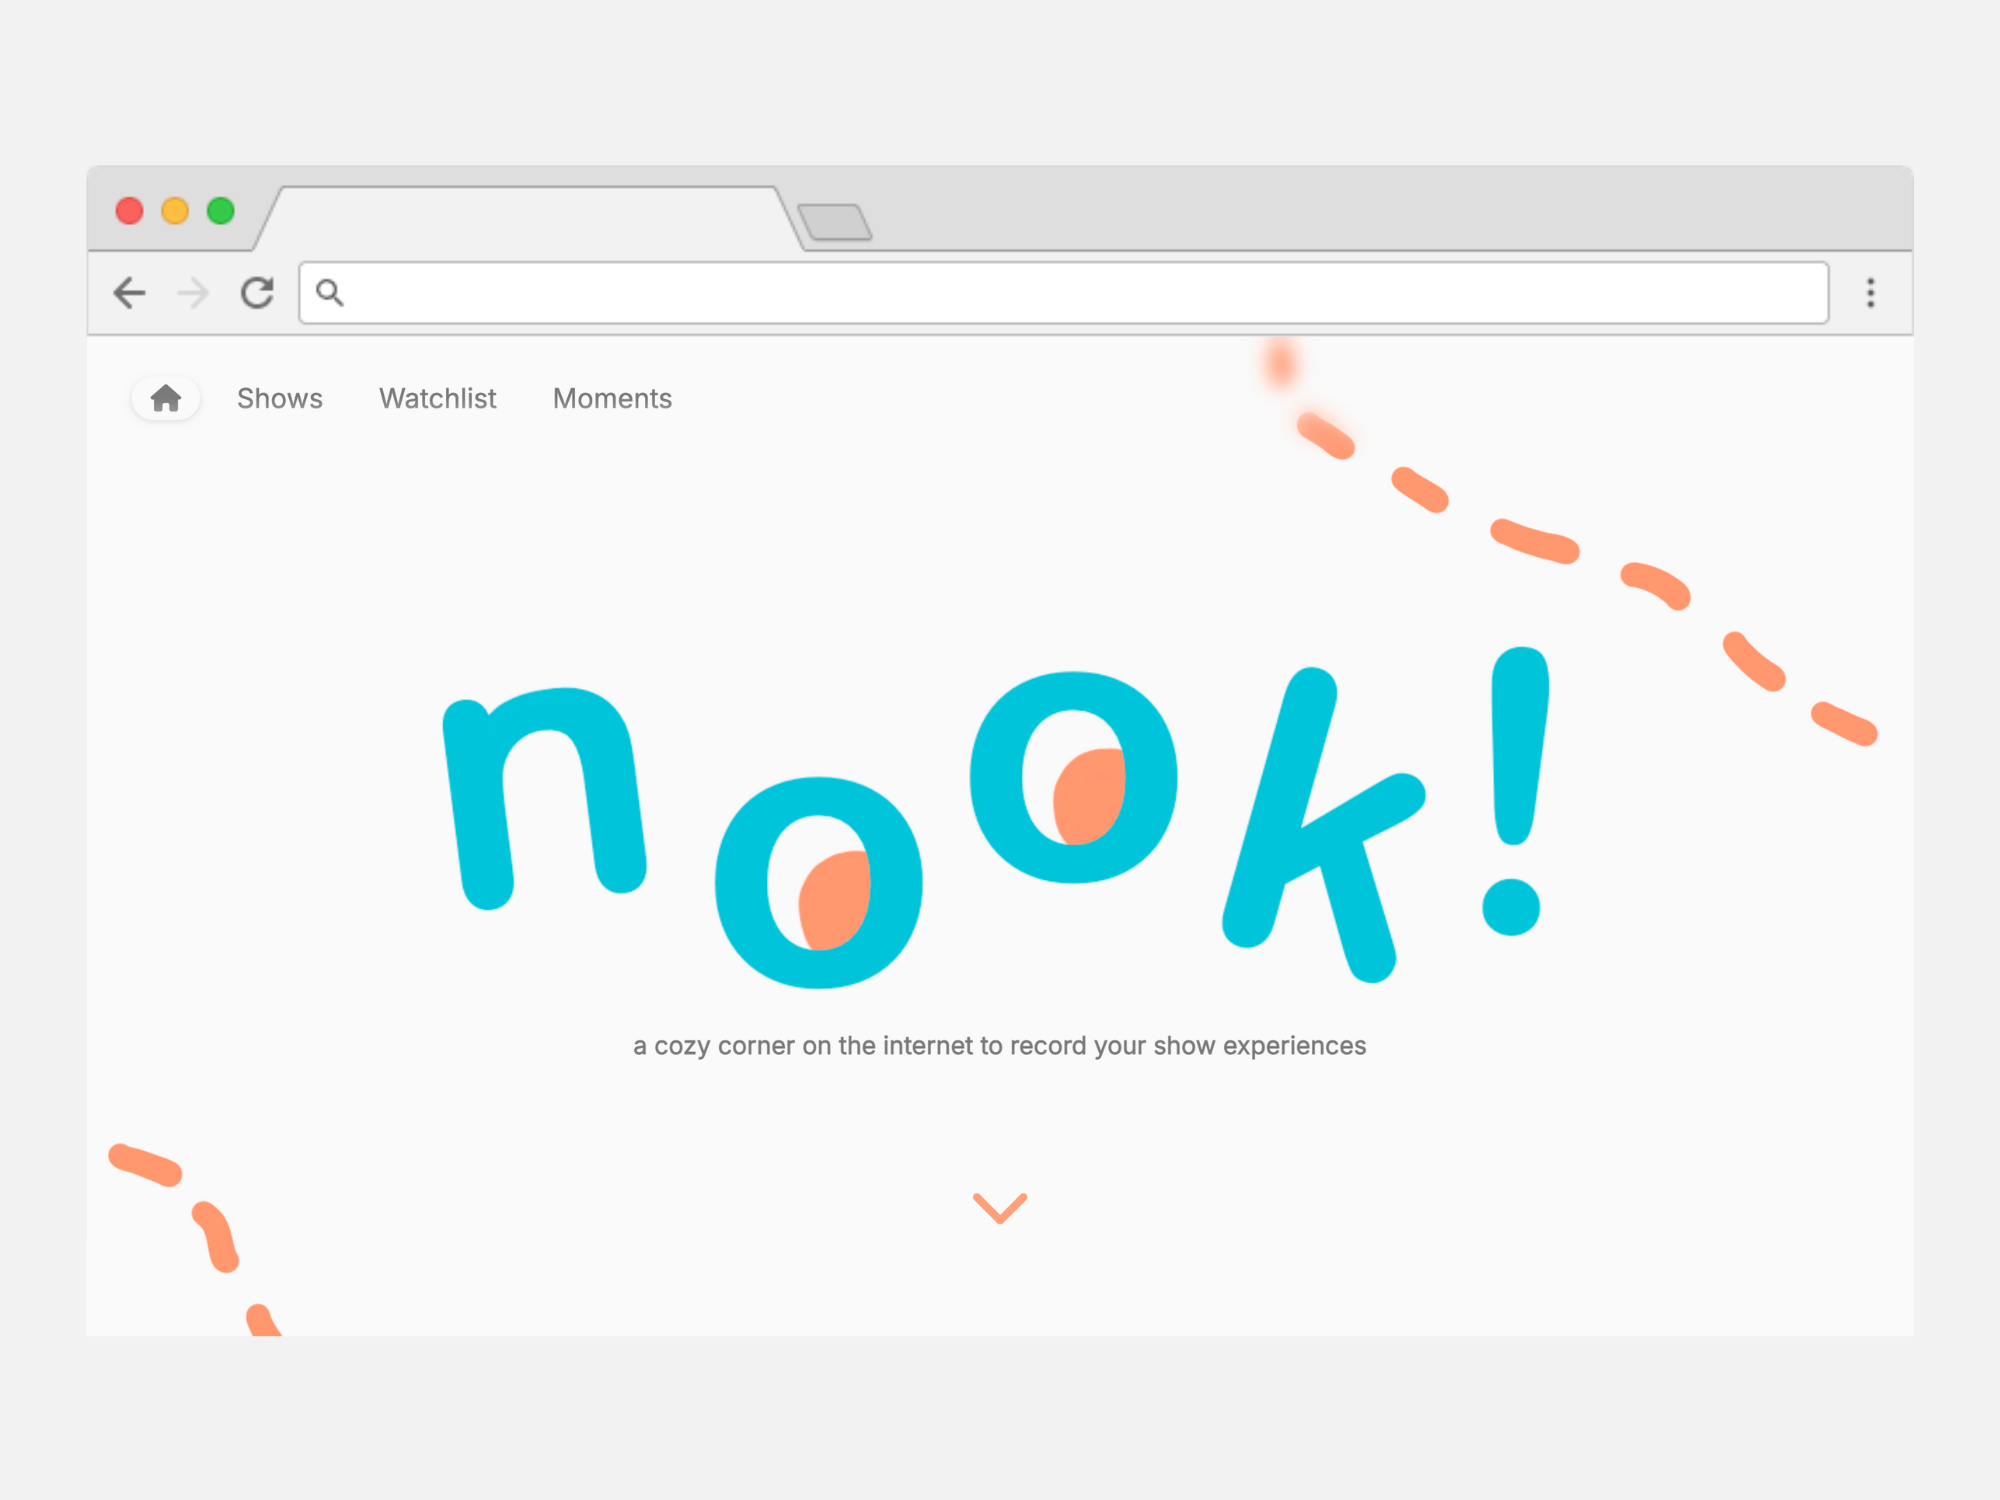 Shows Watchlist Moments
nook!
a cozy corner on the internet to record your show experiences